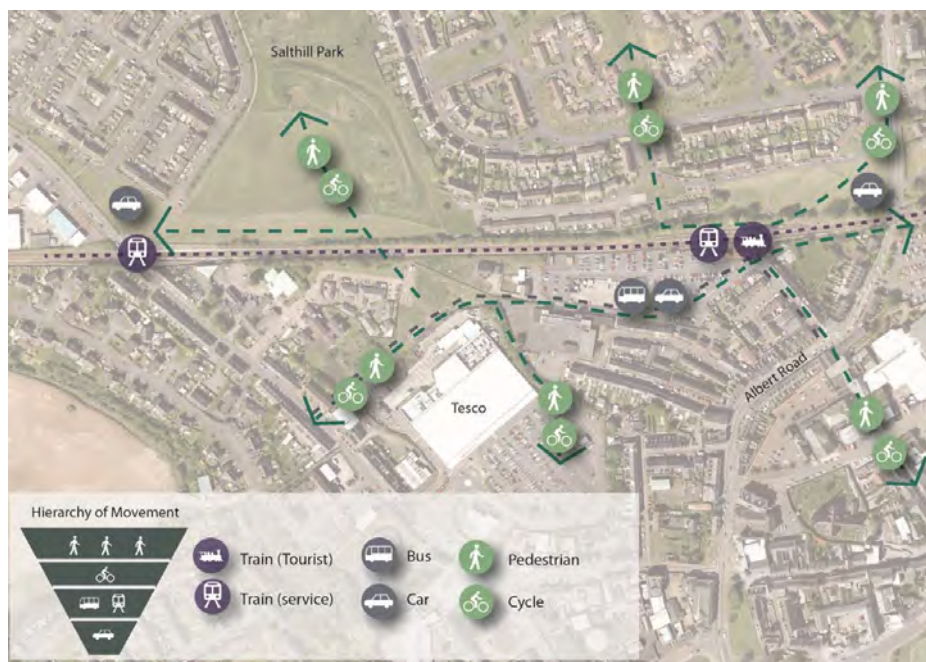 Salthill Park
Tesco
Albert Road
Hierarchy of Movement
Train (Tourist)
Bus
Pedestrian
Train (service)
Car
Cycle